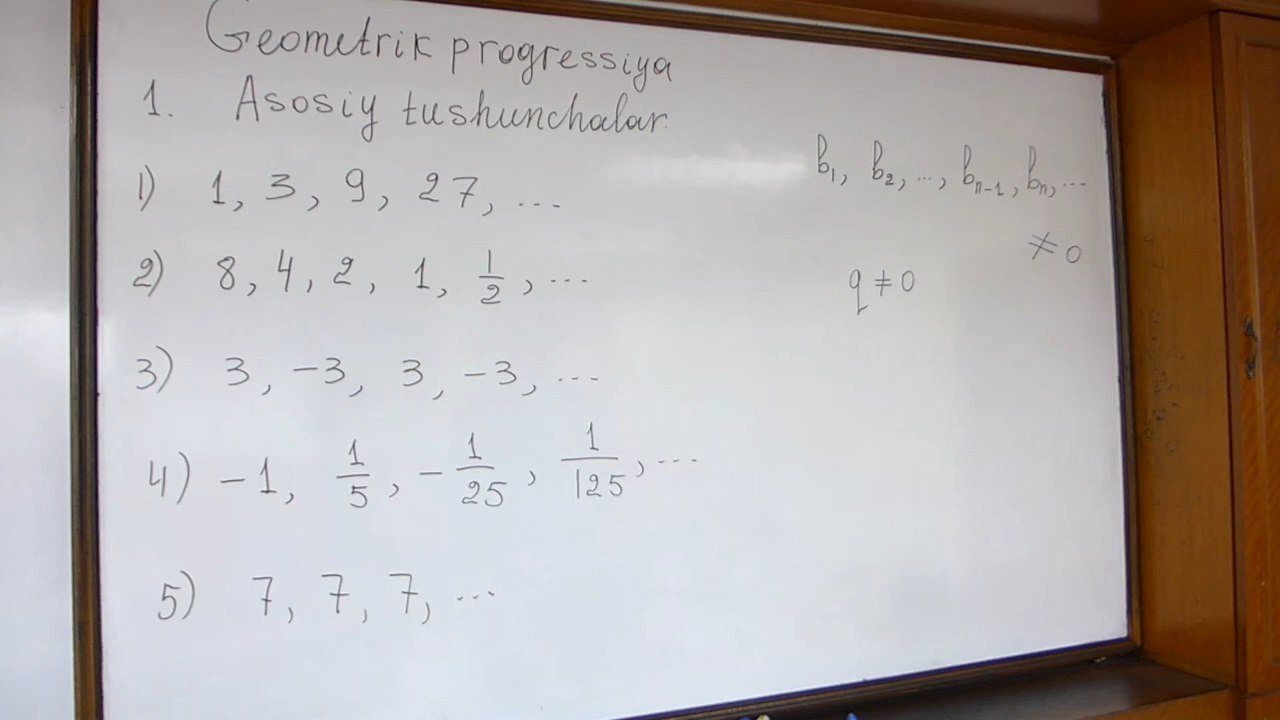 Geometrik progressiya
1. Asosiy tushunchalar.
1) 1, 3, 9, 27, ...
2) 8, 4, 2, 1, 1/2, ...
3) 3, -3, 3, -3, ...
4) -1, 1/5, -1/25, 1/125, ...
5) 7, 7, 7, ...
b₁, b₂, ..., bₙ₋₁, bₙ, ...
≠ 0
q ≠ 0